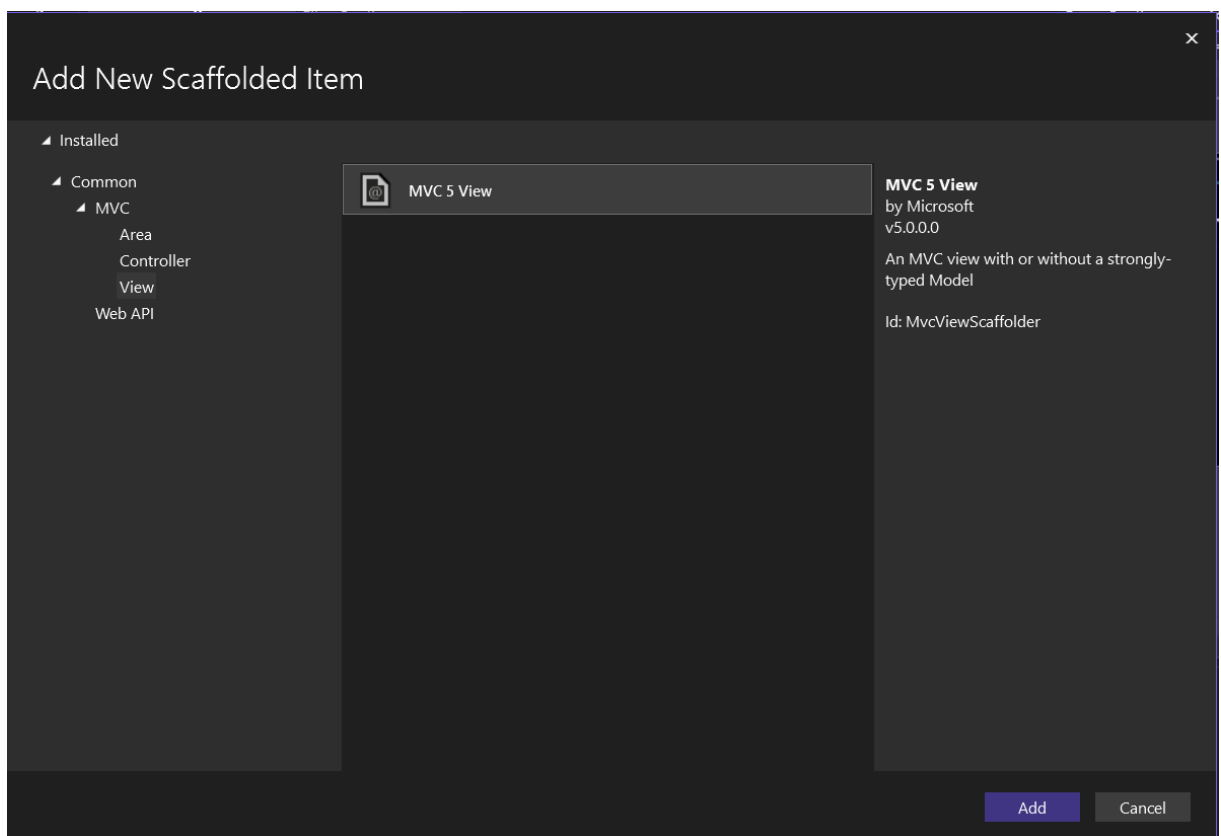 Add New Scaffolded Item
Installed
Common
MVC
Area
Controller
View
Web API
MVC 5 View
MVC 5 View
by Microsoft
v5.0.0.0
An MVC view with or without a strongly-
typed Model
Id: MvcViewScaffolder
Add
Cancel